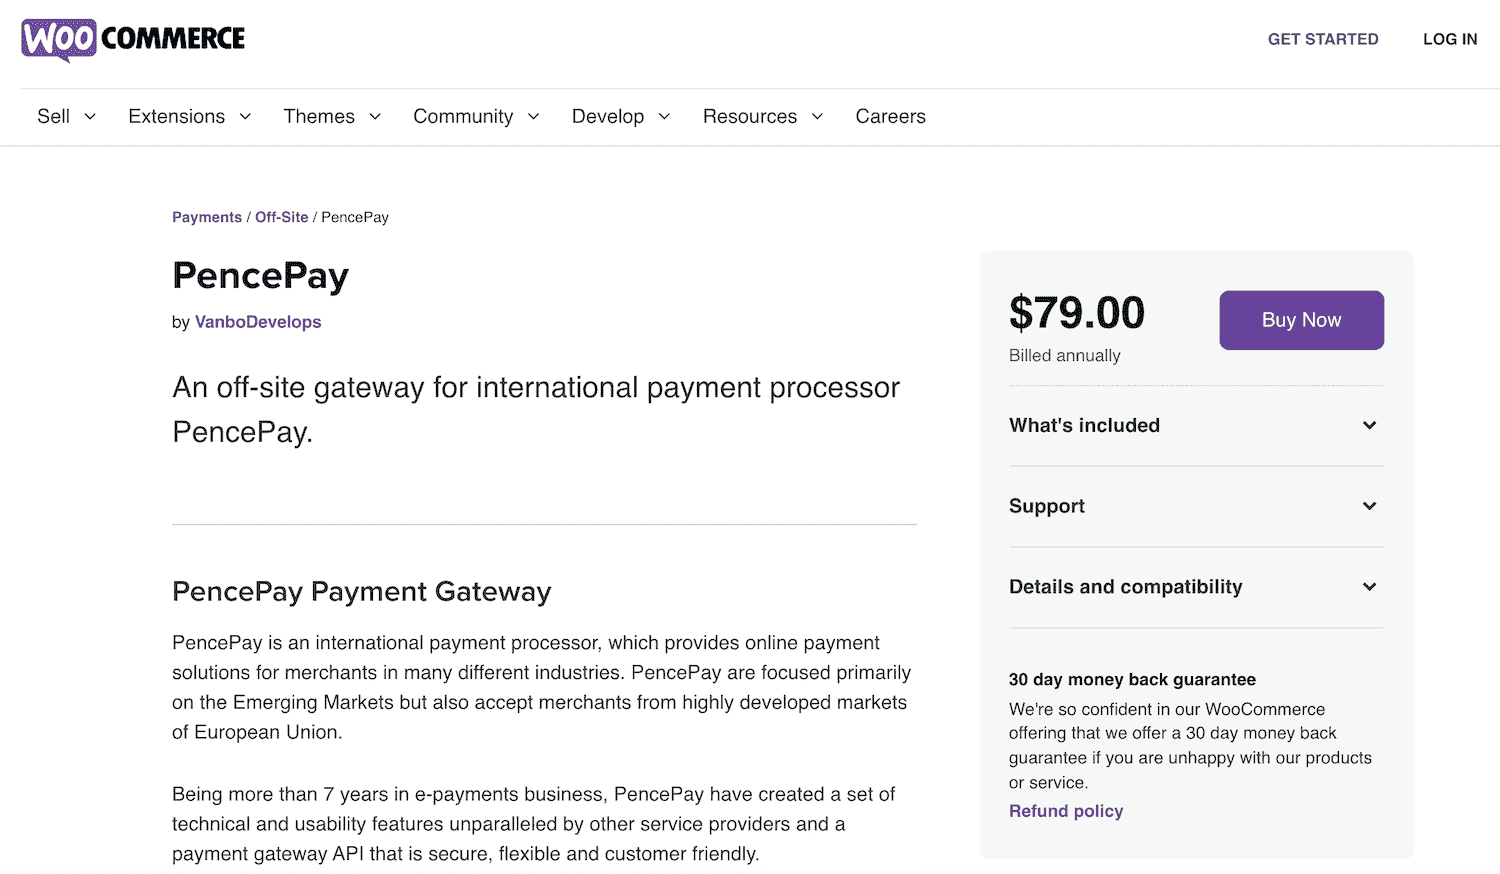 WOO COMMERCE
GET STARTED
LOG IN
Sell
Extensions
Themes
Community
Develop
Resources
Careers
Payments / Off-Site / PencePay
PencePay
by VanboDevelops
An off-site gateway for international payment processor
PencePay.
PencePay Payment Gateway
PencePay is an international payment processor, which provides online payment
solutions for merchants in many different industries. PencePay are focused primarily
on the Emerging Markets but also accept merchants from highly developed markets
of European Union.
Being more than 7 years in e-payments business, PencePay have created a set of
technical and usability features unparalleled by other service providers and a
payment gateway API that is secure, flexible and customer friendly.
$79.00
Buy Now
Billed annually
What's included
Support
Details and compatibility
30 day money back guarantee
We're so confident in our WooCommerce
offering that we offer a 30 day money back
guarantee if you are unhappy with our products
or service.
Refund policy